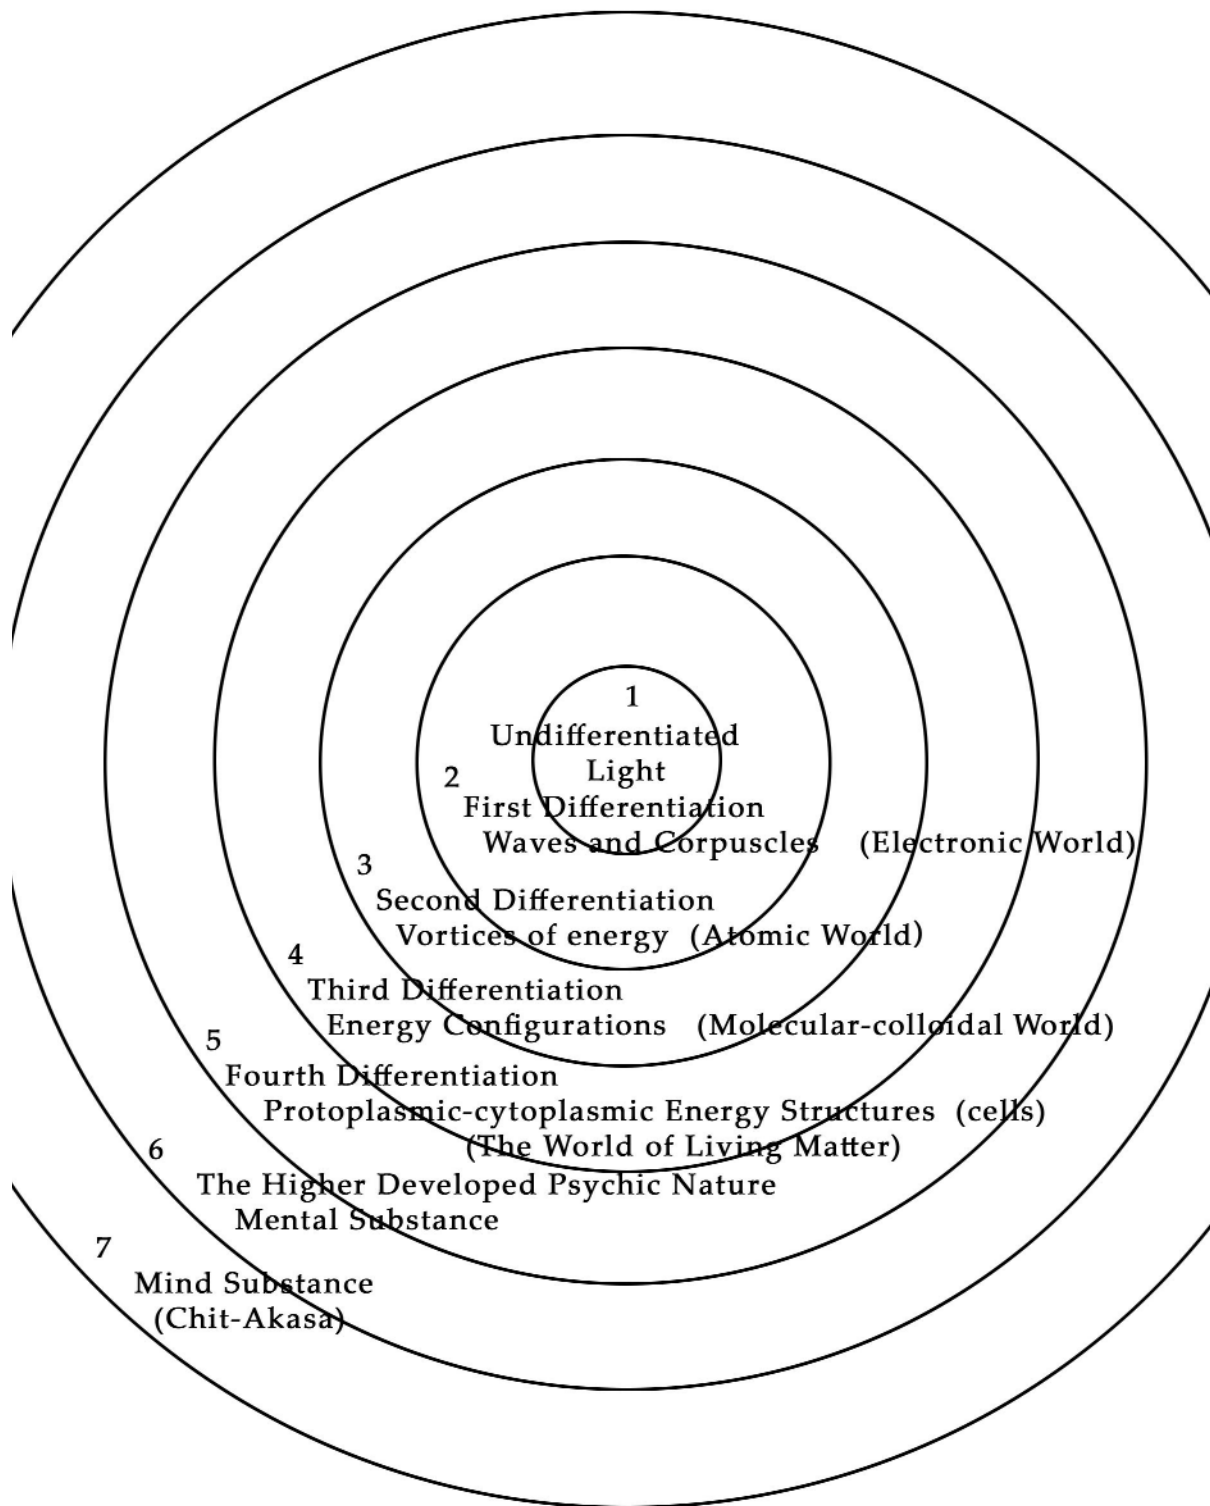 1
Undifferentiated
Light
2
First Differentiation
Waves and Corpuscles (Electronic World)
3
Second Differentiation
Vortices of energy (Atomic World)
4
Third Differentiation
Energy Configurations (Molecular-colloidal World)
5
Fourth Differentiation
Protoplasmic-cytoplasmic Energy Structures (cells)
(The World of Living Matter)
6
The Higher Developed Psychic Nature
Mental Substance
7
Mind Substance
(Chit-Akasa)